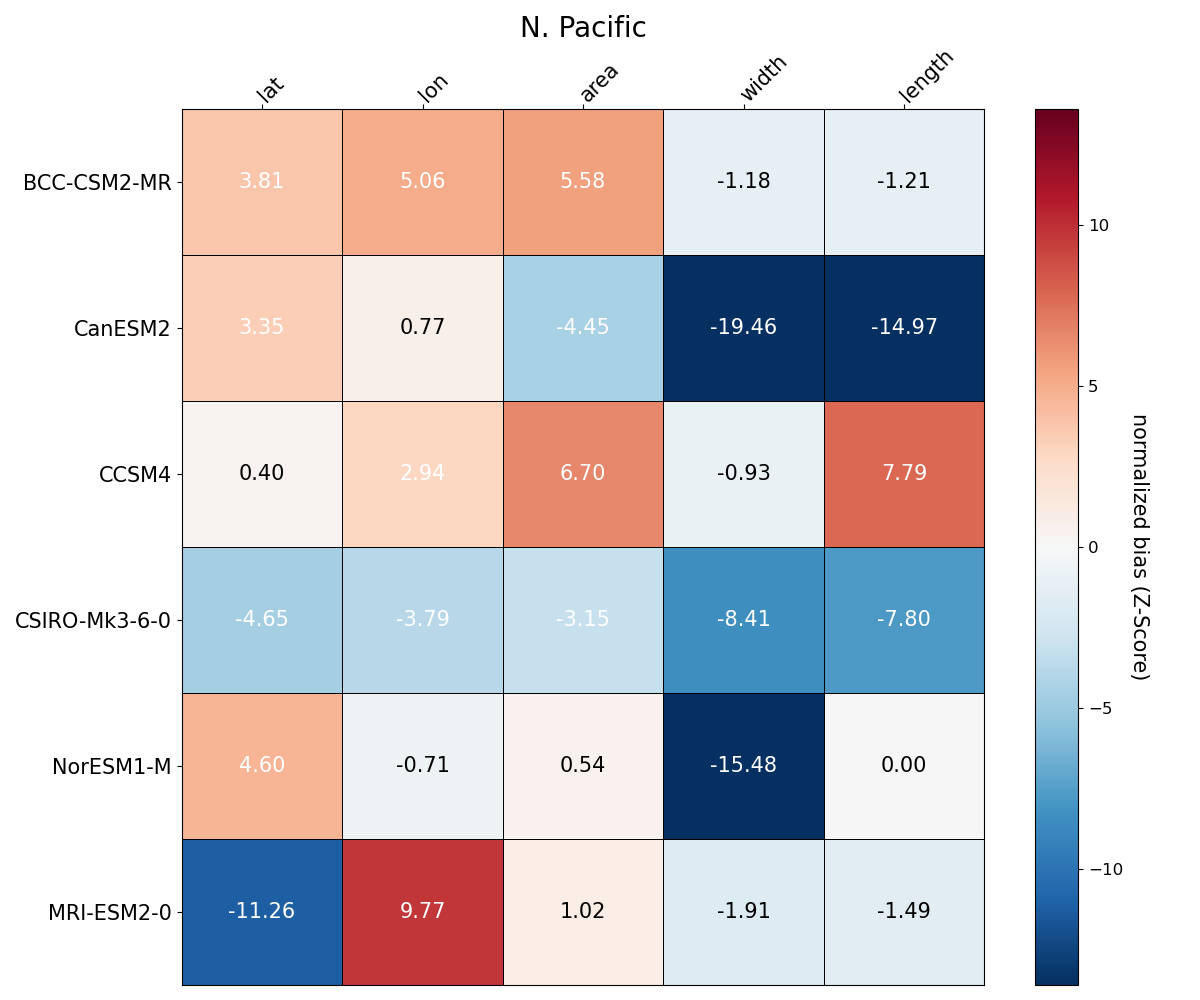 N. Pacific
lat lon area width length
BCC-CSM2-MR 3.81 5.06 5.58 -1.18 -1.21
10
CanESM2 3.35 0.77 -4.45 -19.46 -14.97
5
CCSM4 0.40 2.94 6.70 -0.93 7.79
0
normalized bias (Z-Score)
CSIRO-Mk3-6-0 -4.65 -3.79 -3.15 -8.41 -7.80
−5
NorESM1-M 4.60 -0.71 0.54 -15.48 0.00
−10
MRI-ESM2-0 -11.26 9.77 1.02 -1.91 -1.49